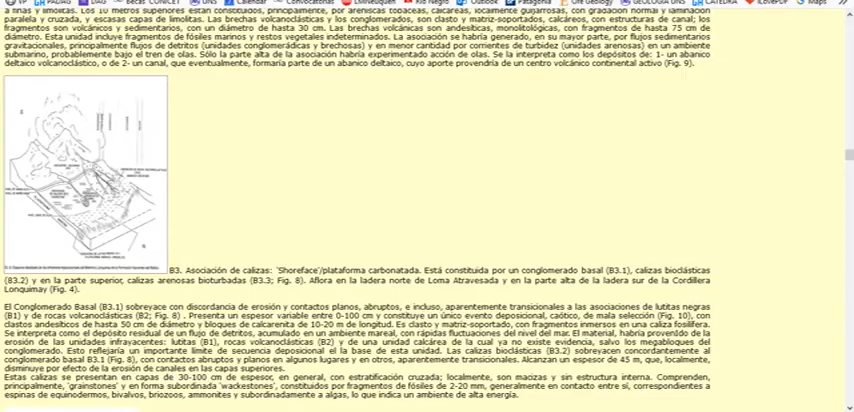 VP PADAG DAG Becas CONICET UNS Calendar Convocatorias LMNeuquen Río Negro Outlook Patagonia Ore Geology GEOLOGIA UNS CATEDRA iLovePDF Maps
a finas y limolitas. Los 10 metros superiores están constituidos, principalmente, por areniscas tobáceas, calcáreas, localmente guijarrosas, con gradación normal y laminación
paralela y cruzada, y escasas capas de limolitas. Las brechas volcanoclásticas y los conglomerados, son clasto y matriz-soportados, calcáreos, con estructuras de canal; los
fragmentos son volcánicos y sedimentarios, con un diámetro de hasta 30 cm. Las brechas volcánicas son andesíticas, monolitológicas, con fragmentos de hasta 75 cm de
diámetro. Esta unidad incluye fragmentos de fósiles marinos y restos vegetales indeterminados. La asociación se habría generado, en su mayor parte, por flujos sedimentarios
gravitacionales, principalmente flujos de detritos (unidades conglomerádicas y brechosas) y en menor cantidad por corrientes de turbidez (unidades arenosas) en un ambiente
submarino, probablemente bajo el tren de olas. Sólo la parte alta de la asociación habría experimentado acción de olas. Se la interpreta como los depósitos de: 1- un abanico
deltaico volcanoclástico, o de 2- un canal, que eventualmente, formaría parte de un abanico deltaico, cuyo aporte provendría de un centro volcánico continental activo (Fig. 9).
B3. Asociación de calizas: ´Shoreface´/plataforma carbonatada. Está constituida por un conglomerado basal (B3.1), calizas bioclásticas
(B3.2) y en la parte superior, calizas arenosas bioturbadas (B3.3; Fig. 8). Aflora en la ladera norte de Loma Atravesada y en la parte alta de la ladera sur de la Cordillera
Lonquimay (Fig. 4).
El Conglomerado Basal (B3.1) sobreyace con discordancia de erosión y contactos planos, abruptos, e incluso, aparentemente transicionales a las asociaciones de lutitas negras
(B1) y de rocas volcanoclásticas (B2; Fig. 8) . Presenta un espesor variable entre 0-100 cm y constituye un único evento deposicional, caótico, de mala selección (Fig. 10), con
clastos andesíticos de hasta 50 cm de diámetro y bloques de calcarenita de 10-20 m de longitud. Es clasto y matriz-soportado, con fragmentos inmersos en una caliza fosilífera.
Se interpreta como el depósito residual de un flujo de detritos, acumulado en un ambiente mareal, con rápidas fluctuaciones del nivel del mar. El material, habría provenido de la
erosión de las unidades infrayacentes: lutitas (B1), rocas volcanoclásticas (B2) y de una unidad calcárea de la cual ya no existe evidencia, salvo los megabloques del
conglomerado. Esto reflejaría un importante límite de secuencia deposicional el la base de esta unidad. Las calizas bioclásticas (B3.2) sobreyacen concordantemente al
conglomerado basal B3.1 (Fig. 8), con contactos abruptos y planos en algunos lugares y en otros, aparentemente transicionales. Alcanzan un espesor de 45 m, que, localmente,
disminuye por efecto de la erosión de canales en las capas superiores.
Estas calizas se presentan en capas de 30-100 cm de espesor, en general, con estratificación cruzada; localmente, son macizas y sin estructura interna. Comprenden,
principalmente, ´grainstones´ y en forma subordinada ´wackestones´, constituidos por fragmentos de fósiles de 2-20 mm, generalmente en contacto entre sí, correspondientes a
espinas de equinodermos, bivalvos, briozoos, ammonites y subordinadamente a algas, lo que indica un ambiente de alta energía.